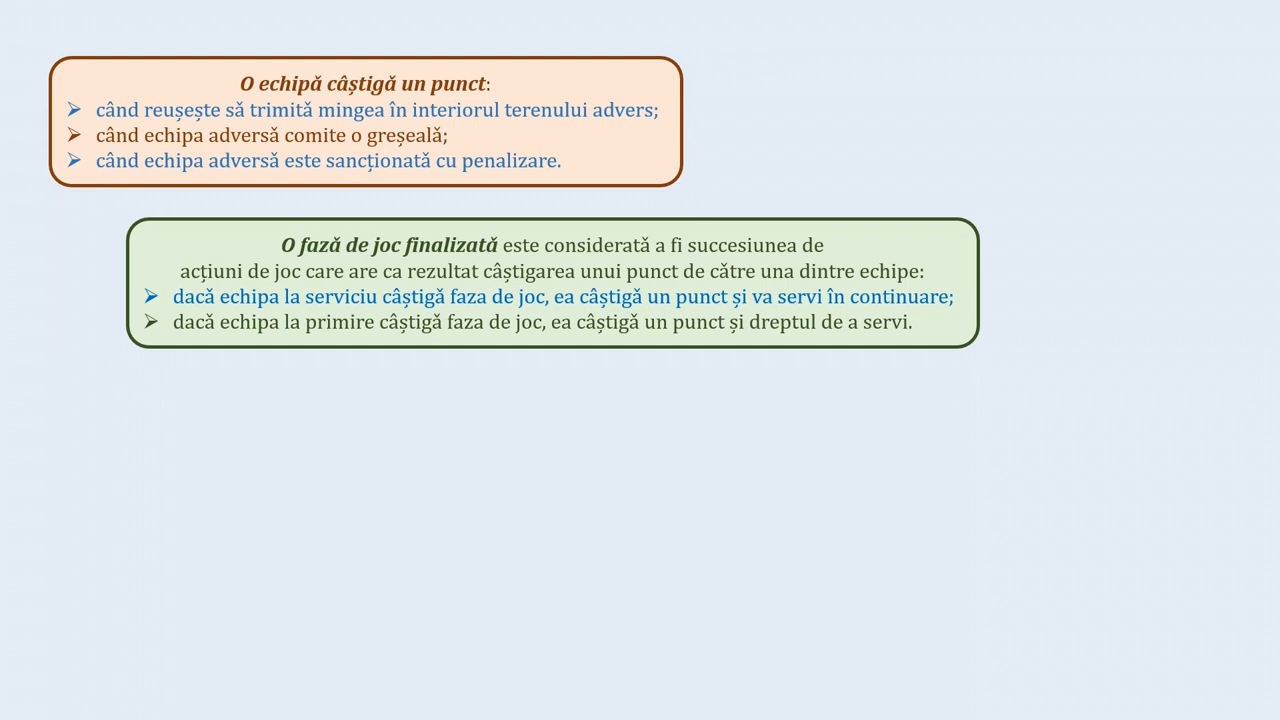 O echipă câștigă un punct:
➢ când reușește să trimită mingea în interiorul terenului advers;
➢ când echipa adversă comite o greșeală;
➢ când echipa adversă este sancționată cu penalizare.
O fază de joc finalizată este considerată a fi succesiunea de
acțiuni de joc care are ca rezultat câștigarea unui punct de către una dintre echipe:
➢ dacă echipa la serviciu câștigă faza de joc, ea câștigă un punct și va servi în continuare;
➢ dacă echipa la primire câștigă faza de joc, ea câștigă un punct și dreptul de a servi.